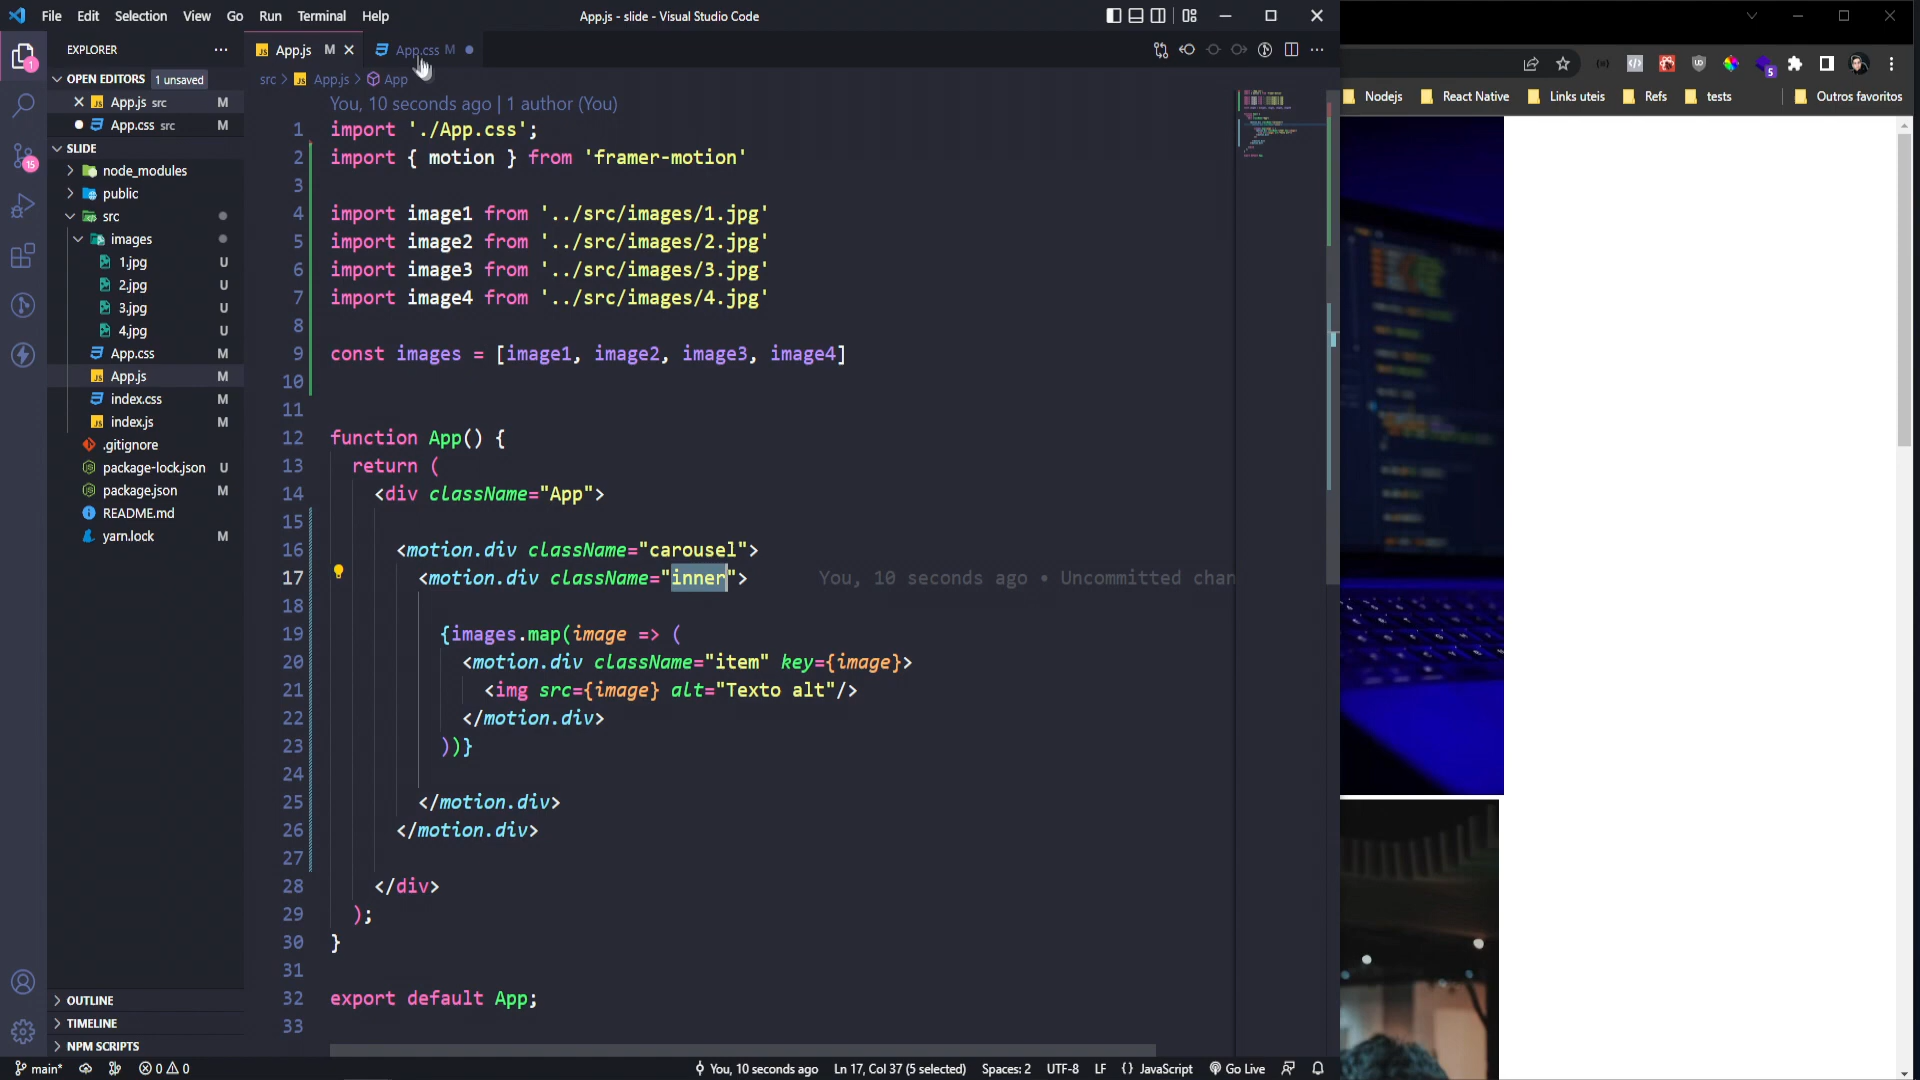 File Edit Selection View Go Run Terminal Help
App.js - slide - Visual Studio Code
EXPLORER
App.js M
App.css M
OPEN EDITORS 1 unsaved
src > App.js > App
App.js src M
App.css src M
SLIDE
node_modules
public
src
images
1.jpg U
2.jpg U
3.jpg U
4.jpg U
App.css M
App.js M
index.css M
index.js M
.gitignore
package-lock.json U
package.json M
README.md
yarn.lock M
OUTLINE
TIMELINE
NPM SCRIPTS
1
15
You, 10 seconds ago | 1 author (You)
1 import './App.css';
2 import { motion } from 'framer-motion'
3
4 import image1 from '../src/images/1.jpg'
5 import image2 from '../src/images/2.jpg'
6 import image3 from '../src/images/3.jpg'
7 import image4 from '../src/images/4.jpg'
8
9 const images = [image1, image2, image3, image4]
10
11
12 function App() {
13 return (
14 <div className="App">
15
16 <motion.div className="carousel">
17 <motion.div className="inner"> You, 10 seconds ago • Uncommitted chan
18
19 {images.map(image => (
20 <motion.div className="item" key={image}>
21 <img src={image} alt="Texto alt"/>
22 </motion.div>
23 ))}
24
25 </motion.div>
26 </motion.div>
27
28 </div>
29 );
30 }
31
32 export default App;
33
main* 0 0 You, 10 seconds ago Ln 17, Col 37 (5 selected) Spaces: 2 UTF-8 LF {} JavaScript Go Live
5
Nodejs React Native Links uteis Refs tests Outros favoritos